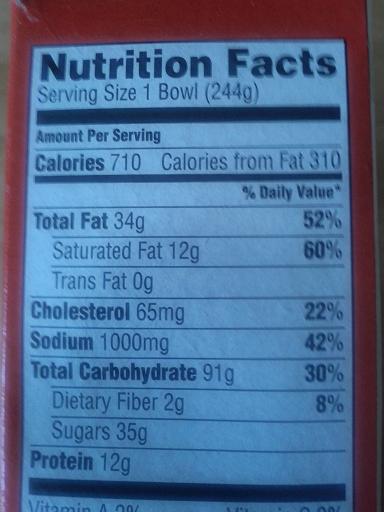 Nutrition Facts
Serving Size 1 Bowl (244g)
Amount Per Serving
Calories 710 Calories from Fat 310
% Daily Value*
Total Fat 34g 52%
Saturated Fat 12g 60%
Trans Fat 0g
Cholesterol 65mg 22%
Sodium 1000mg 42%
Total Carbohydrate 91g 30%
Dietary Fiber 2g 8%
Sugars 35g
Protein 12g
Vitamin A